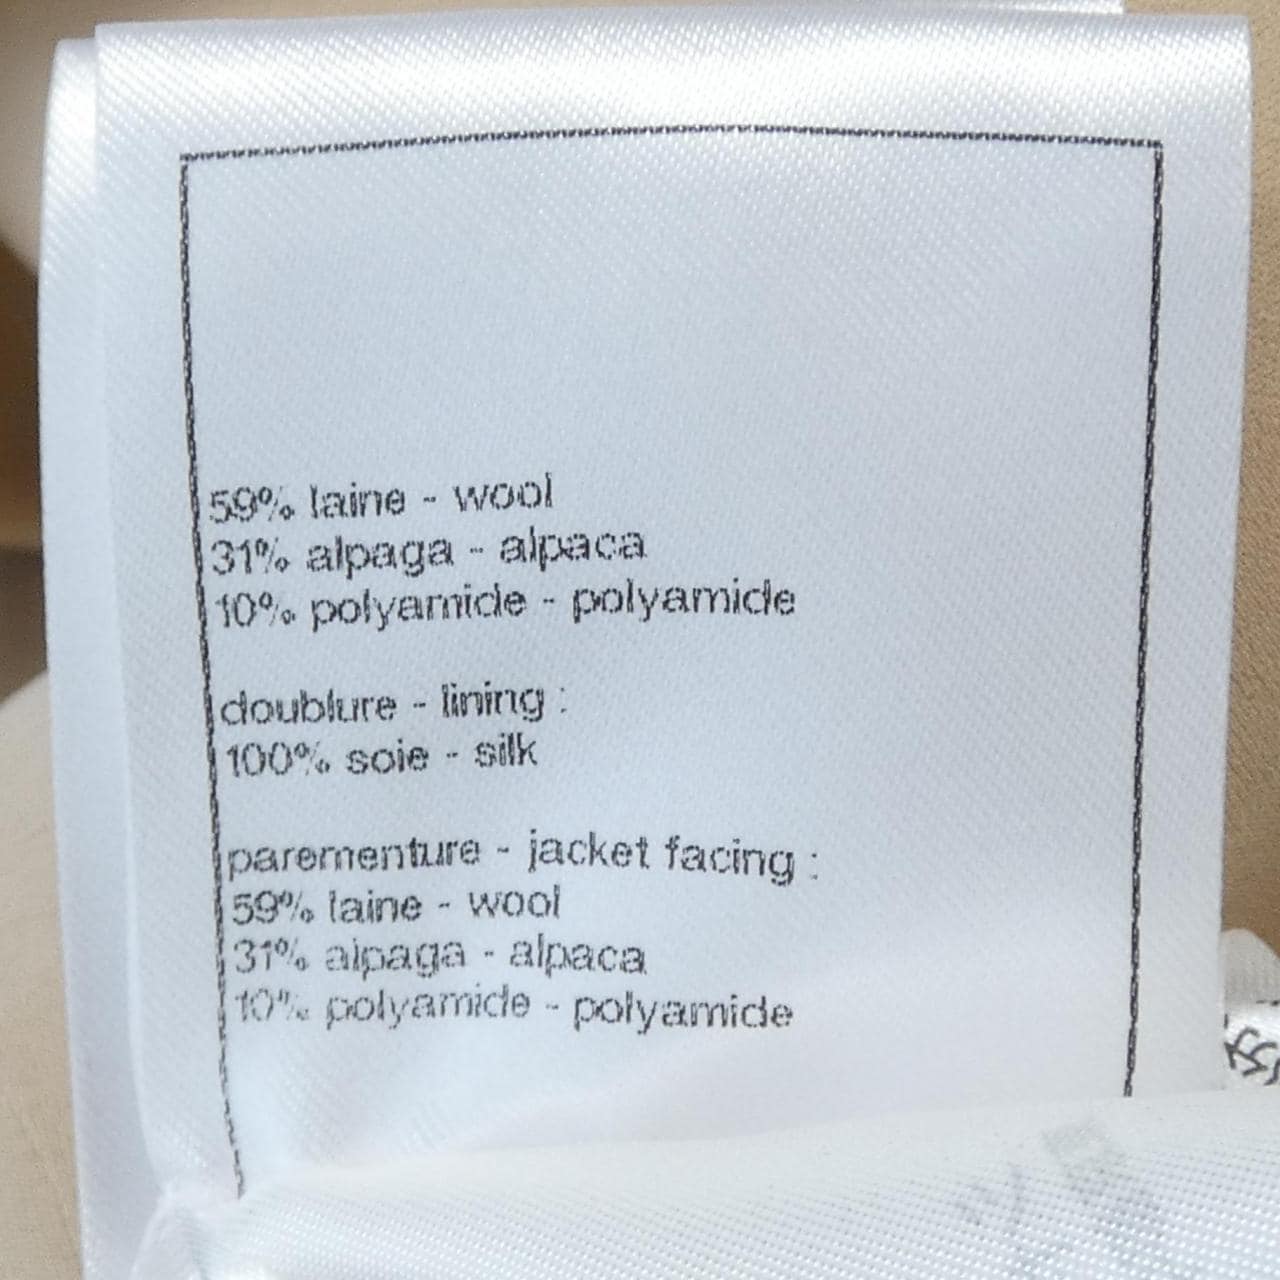 59% laine - wool
31% alpaga - alpaca
10% polyamide - polyamide
doublure - lining :
100% soie - silk
parementure - jacket facing :
59% laine - wool
31% alpaga - alpaca
10% polyamide - polyamide